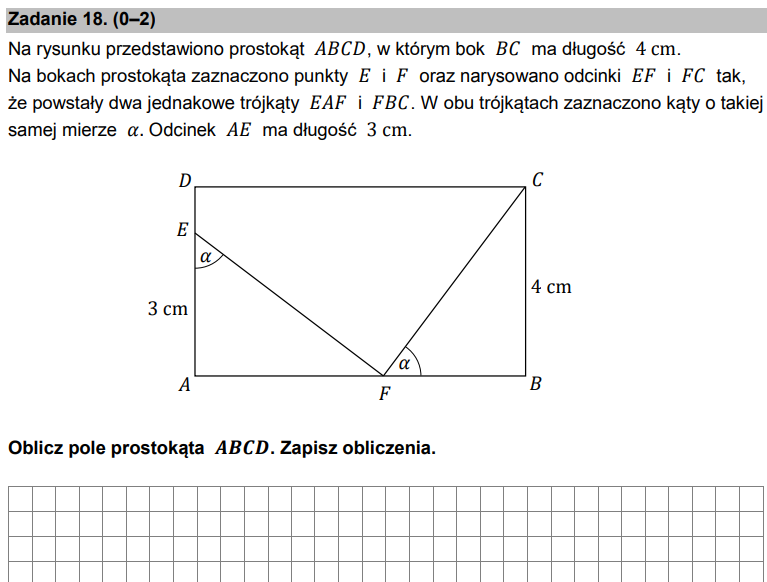 Zadanie 18. (0–2)
Na rysunku przedstawiono prostokąt ABCD, w którym bok BC ma długość 4 cm.
Na bokach prostokąta zaznaczono punkty E i F oraz narysowano odcinki EF i FC tak,
że powstały dwa jednakowe trójkąty EAF i FBC. W obu trójkątach zaznaczono kąty o takiej
samej mierze α. Odcinek AE ma długość 3 cm.
D
C
E
α
4 cm
3 cm
α
A
B
F
Oblicz pole prostokąta ABCD. Zapisz obliczenia.